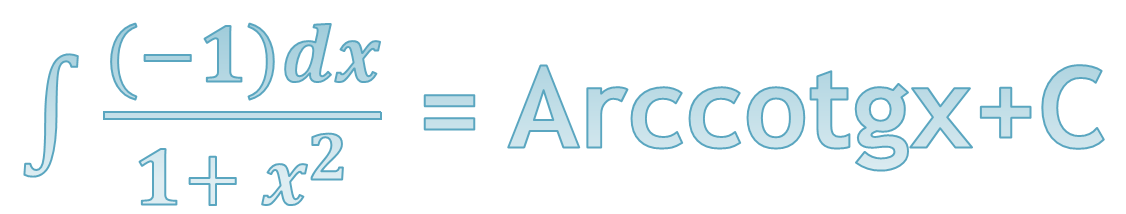 ∫ (−1)dx / 1+ x² = Arccotgx+C